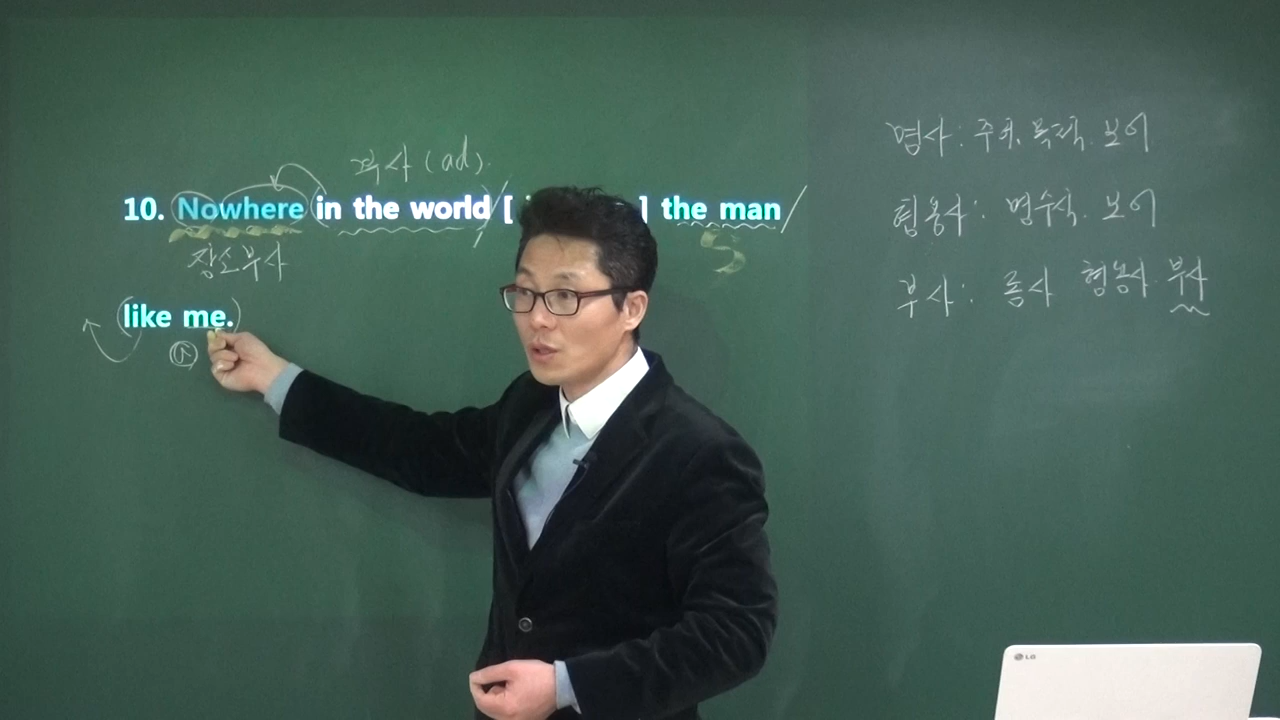 부사 (ad).
10. Nowhere in the world [ ] the man
장소부사
S
like me.
명사: 주어. 목적. 보어
형용사: 명수식. 보어
부사: 동사 형용사. 부사
LG